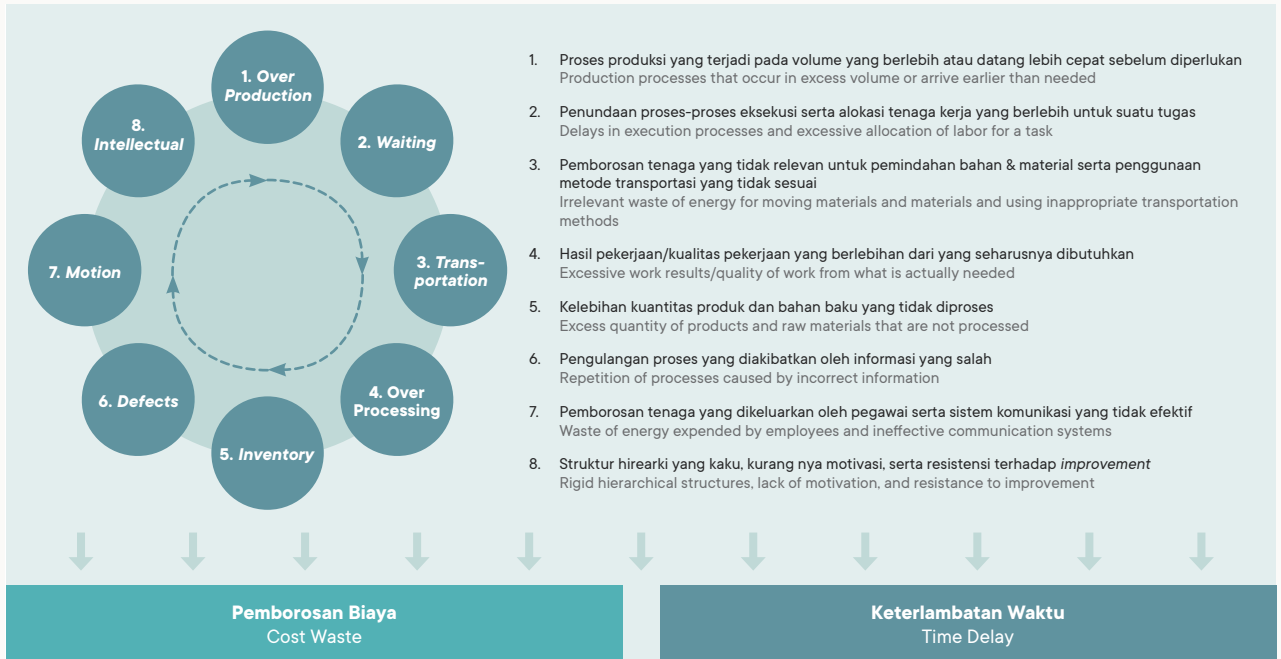 1. Over
Production
2. Waiting
3. Trans-
portation
4. Over
Processing
5. Inventory
6. Defects
7. Motion
8.
Intellectual
1. Proses produksi yang terjadi pada volume yang berlebih atau datang lebih cepat sebelum diperlukan
Production processes that occur in excess volume or arrive earlier than needed
2. Penundaan proses-proses eksekusi serta alokasi tenaga kerja yang berlebih untuk suatu tugas
Delays in execution processes and excessive allocation of labor for a task
3. Pemborosan tenaga yang tidak relevan untuk pemindahan bahan & material serta penggunaan
metode transportasi yang tidak sesuai
Irrelevant waste of energy for moving materials and materials and using inappropriate transportation
methods
4. Hasil pekerjaan/kualitas pekerjaan yang berlebihan dari yang seharusnya dibutuhkan
Excessive work results/quality of work from what is actually needed
5. Kelebihan kuantitas produk dan bahan baku yang tidak diproses
Excess quantity of products and raw materials that are not processed
6. Pengulangan proses yang diakibatkan oleh informasi yang salah
Repetition of processes caused by incorrect information
7. Pemborosan tenaga yang dikeluarkan oleh pegawai serta sistem komunikasi yang tidak efektif
Waste of energy expended by employees and ineffective communication systems
8. Struktur hirearki yang kaku, kurang nya motivasi, serta resistensi terhadap improvement
Rigid hierarchical structures, lack of motivation, and resistance to improvement
Pemborosan Biaya
Cost Waste
Keterlambatan Waktu
Time Delay